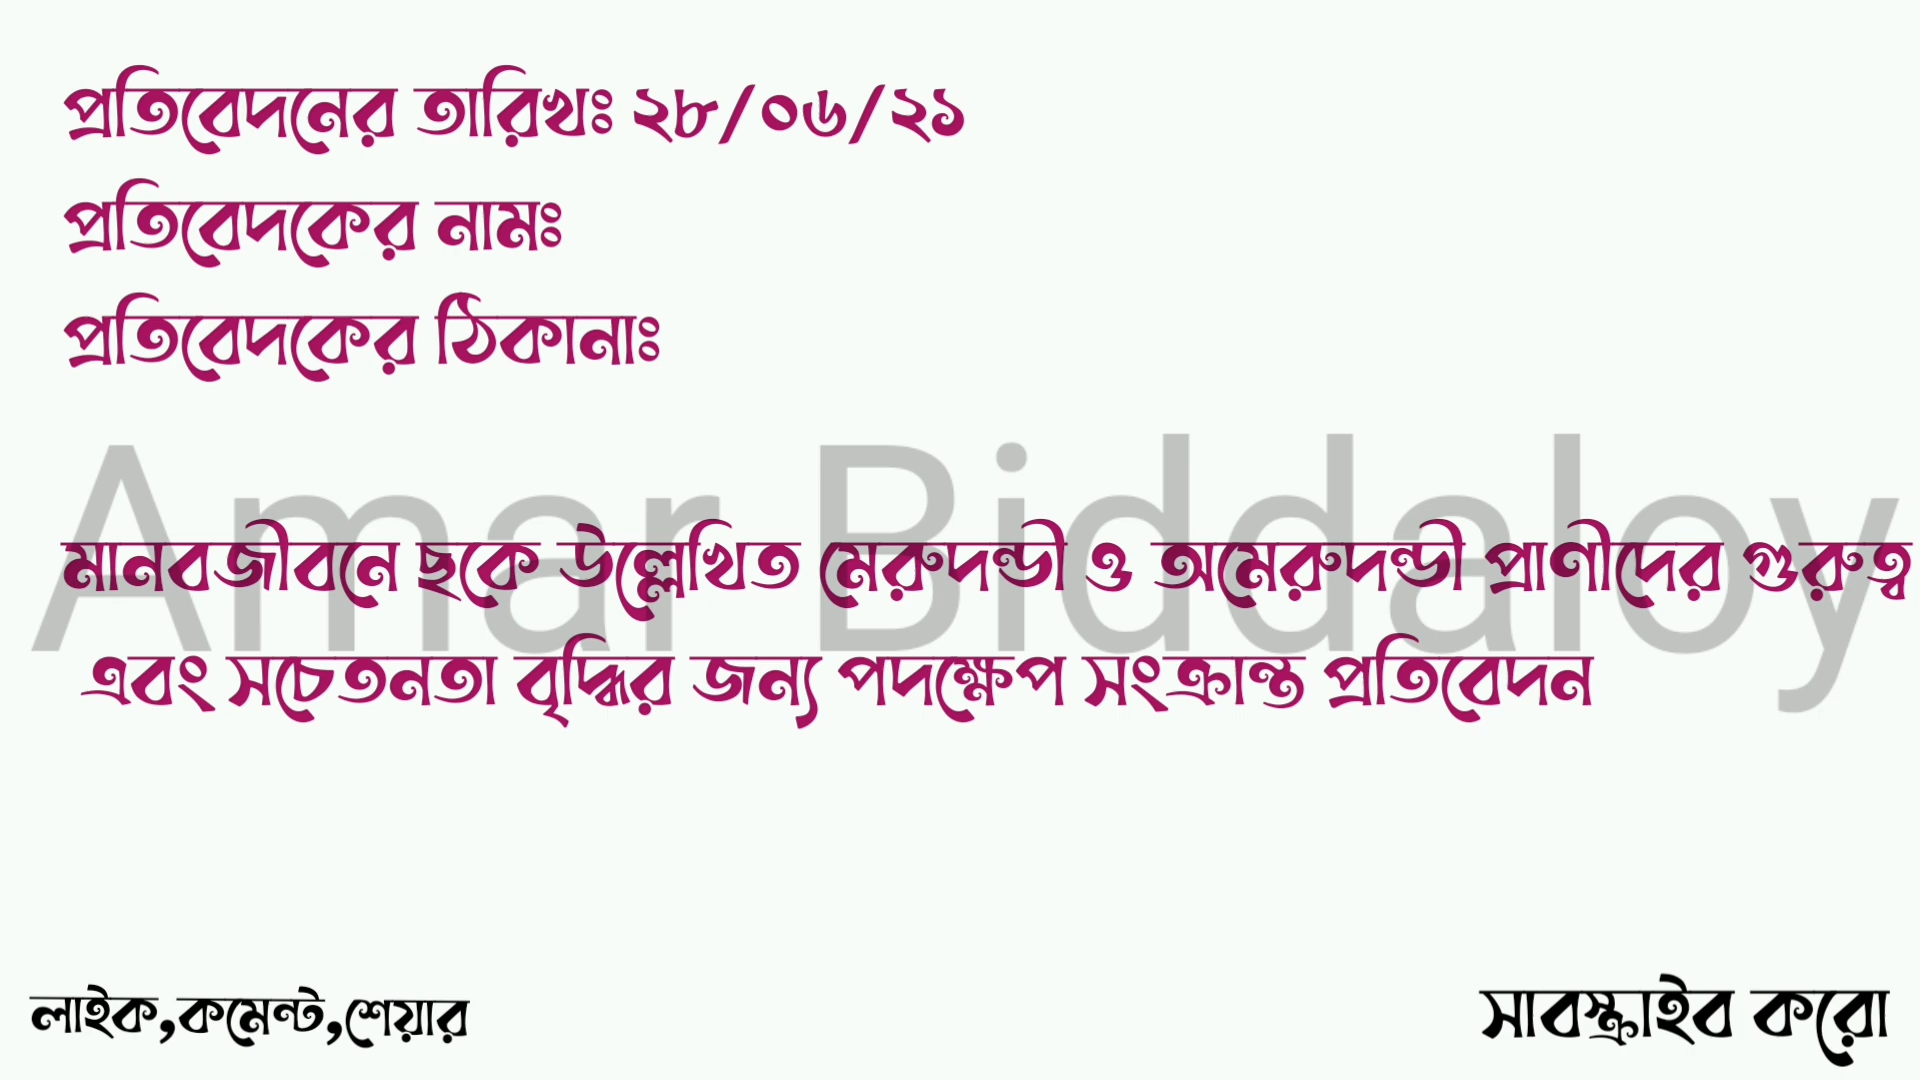 প্রতিবেদনের তারিখঃ ২৮/০৬/২১
প্রতিবেদকের নামঃ
প্রতিবেদকের ঠিকানাঃ
Amar Biddaloy
মানবজীবনে ছকে উল্লেখিত মেরুদন্ডী ও অমেরুদন্ডী প্রাণীদের গুরুত্ব
এবং সচেতনতা বৃদ্ধির জন্য পদক্ষেপ সংক্রান্ত প্রতিবেদন
লাইক,কমেন্ট,শেয়ার
সাবস্ক্রাইব করো